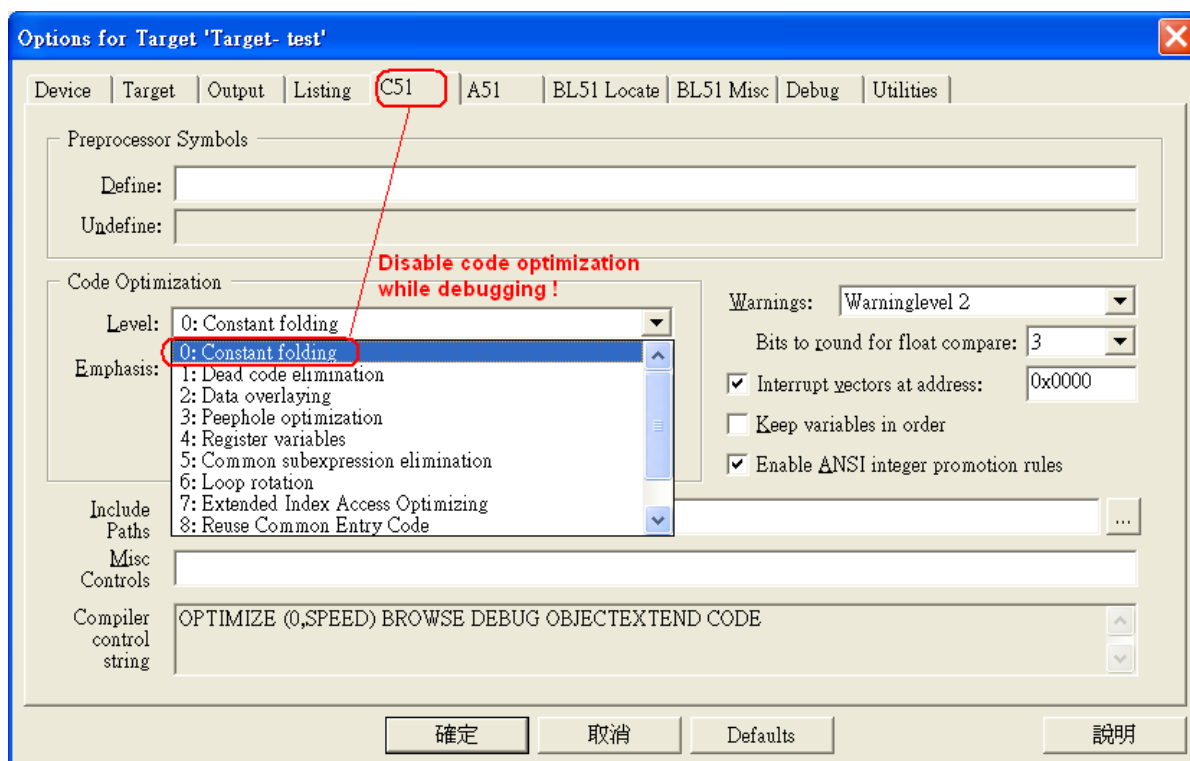 Options for Target 'Target- test'
Device Target Output Listing C51 A51 BL51 Locate BL51 Misc Debug Utilities
Preprocessor Symbols
Define:
Undefine:
Disable code optimization
while debugging !
Code Optimization
Level: 0: Constant folding
0: Constant folding
1: Dead code elimination
2: Data overlaying
3: Peephole optimization
4: Register variables
5: Common subexpression elimination
6: Loop rotation
7: Extended Index Access Optimizing
8: Reuse Common Entry Code
Emphasis:
Warnings: Warninglevel 2
Bits to round for float compare: 3
Interrupt vectors at address: 0x0000
Keep variables in order
Enable ANSI integer promotion rules
Include
Paths
...
Misc
Controls
Compiler
control
string
OPTIMIZE (0,SPEED) BROWSE DEBUG OBJECTEXTEND CODE
確定 取消 Defaults 說明